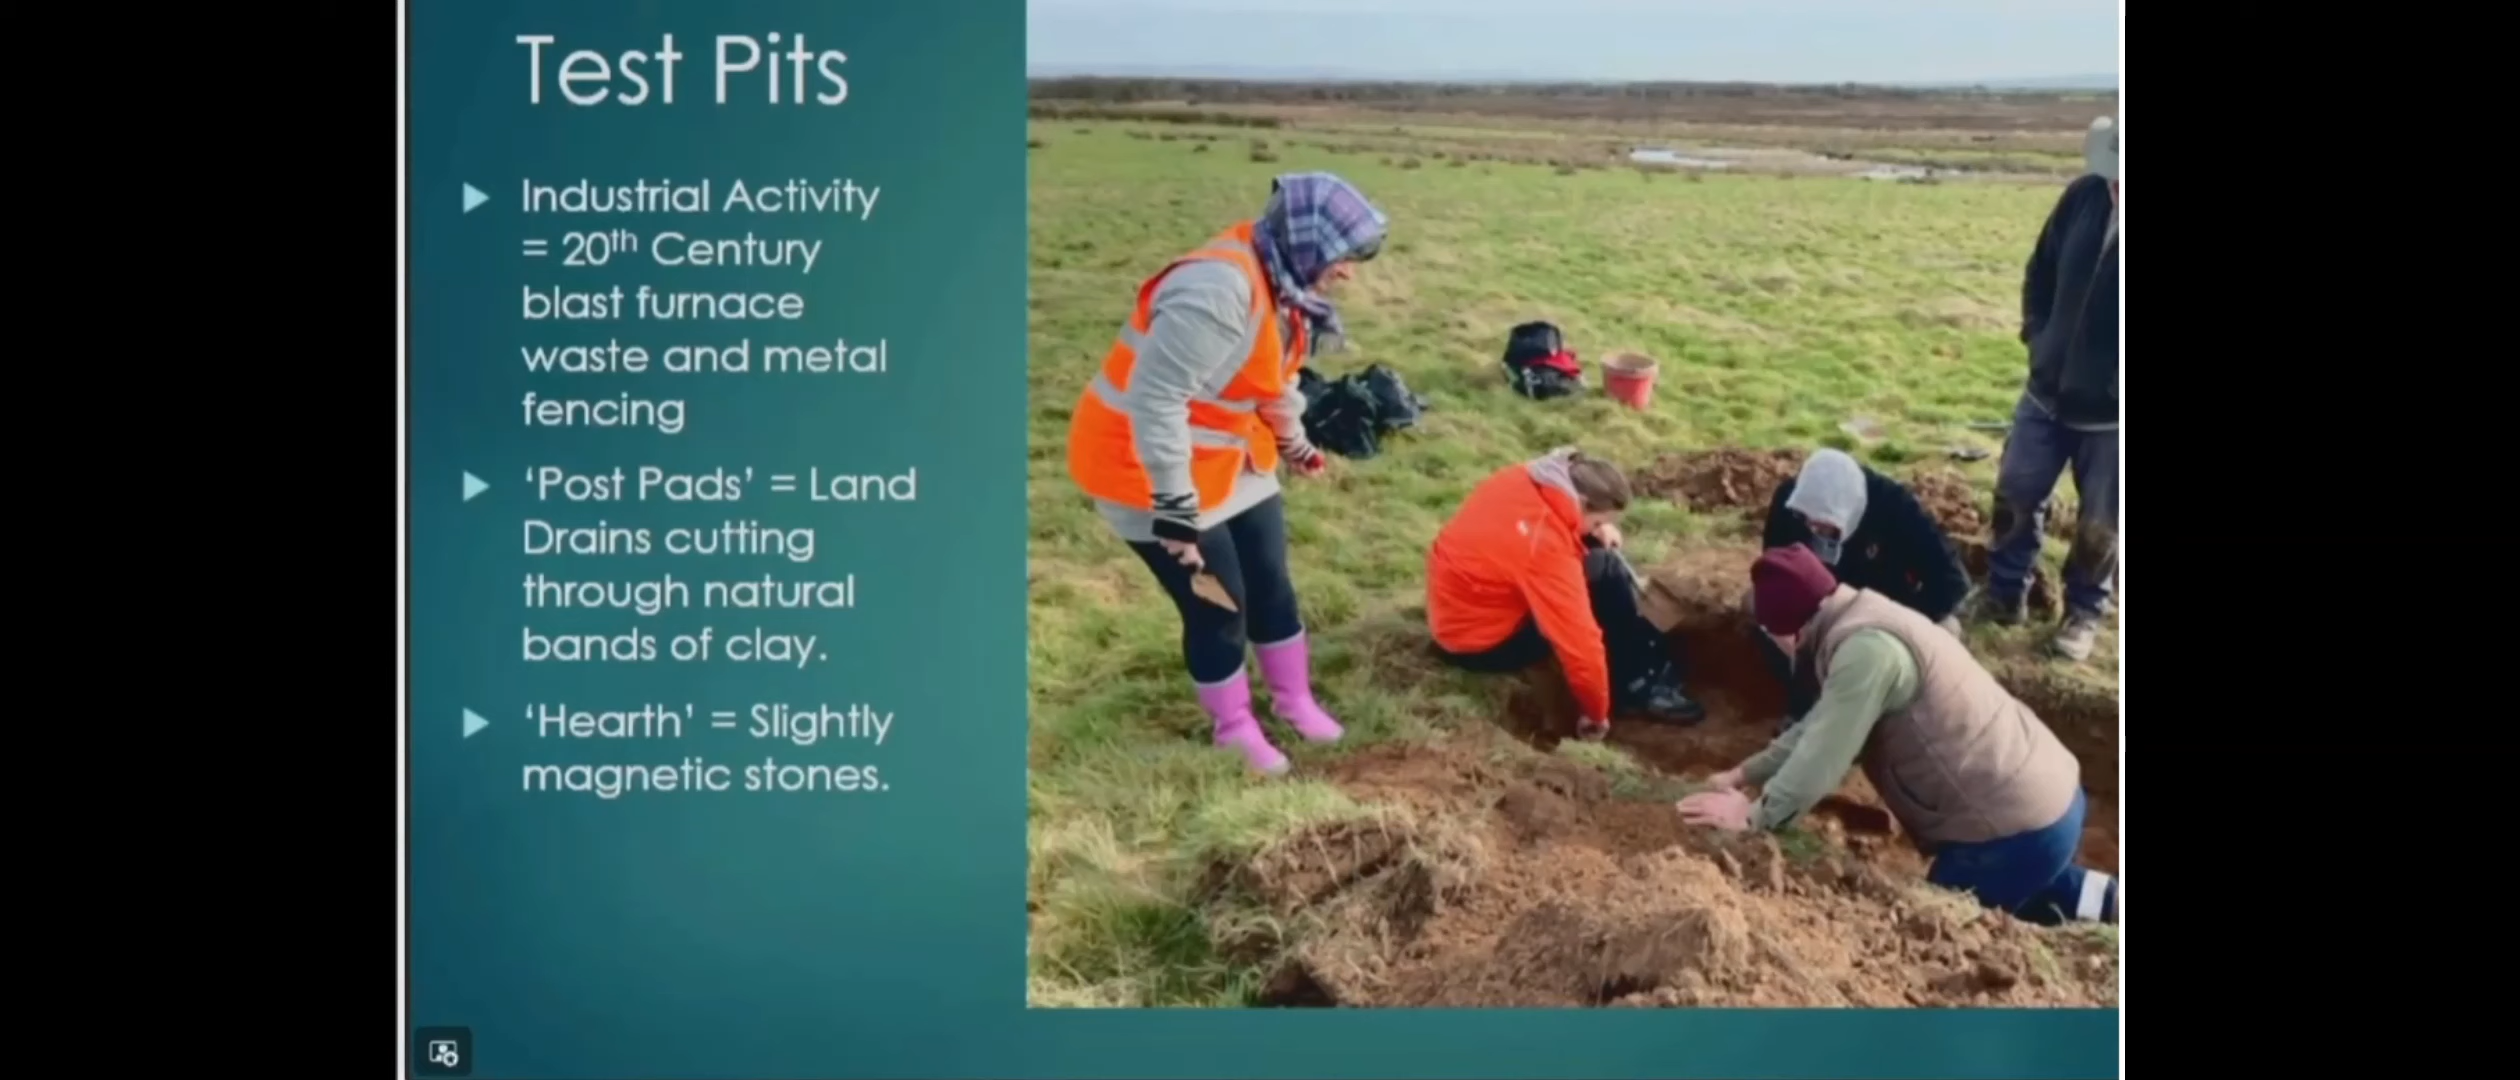 Test Pits
Industrial Activity
= 20th Century
blast furnace
waste and metal
fencing
‘Post Pads’ = Land
Drains cutting
through natural
bands of clay.
‘Hearth’ = Slightly
magnetic stones.